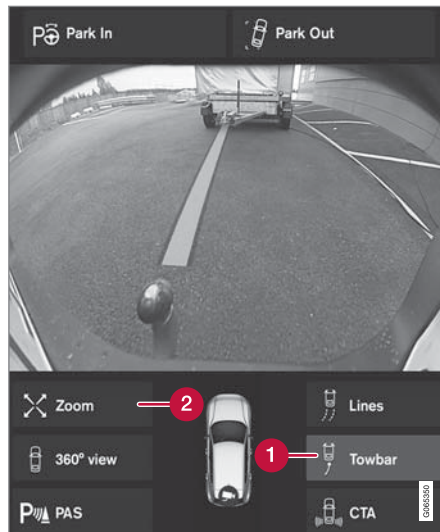 P Park In
Park Out
2 Zoom
Lines
360° view
1 Towbar
P PAS
CTA
G065350